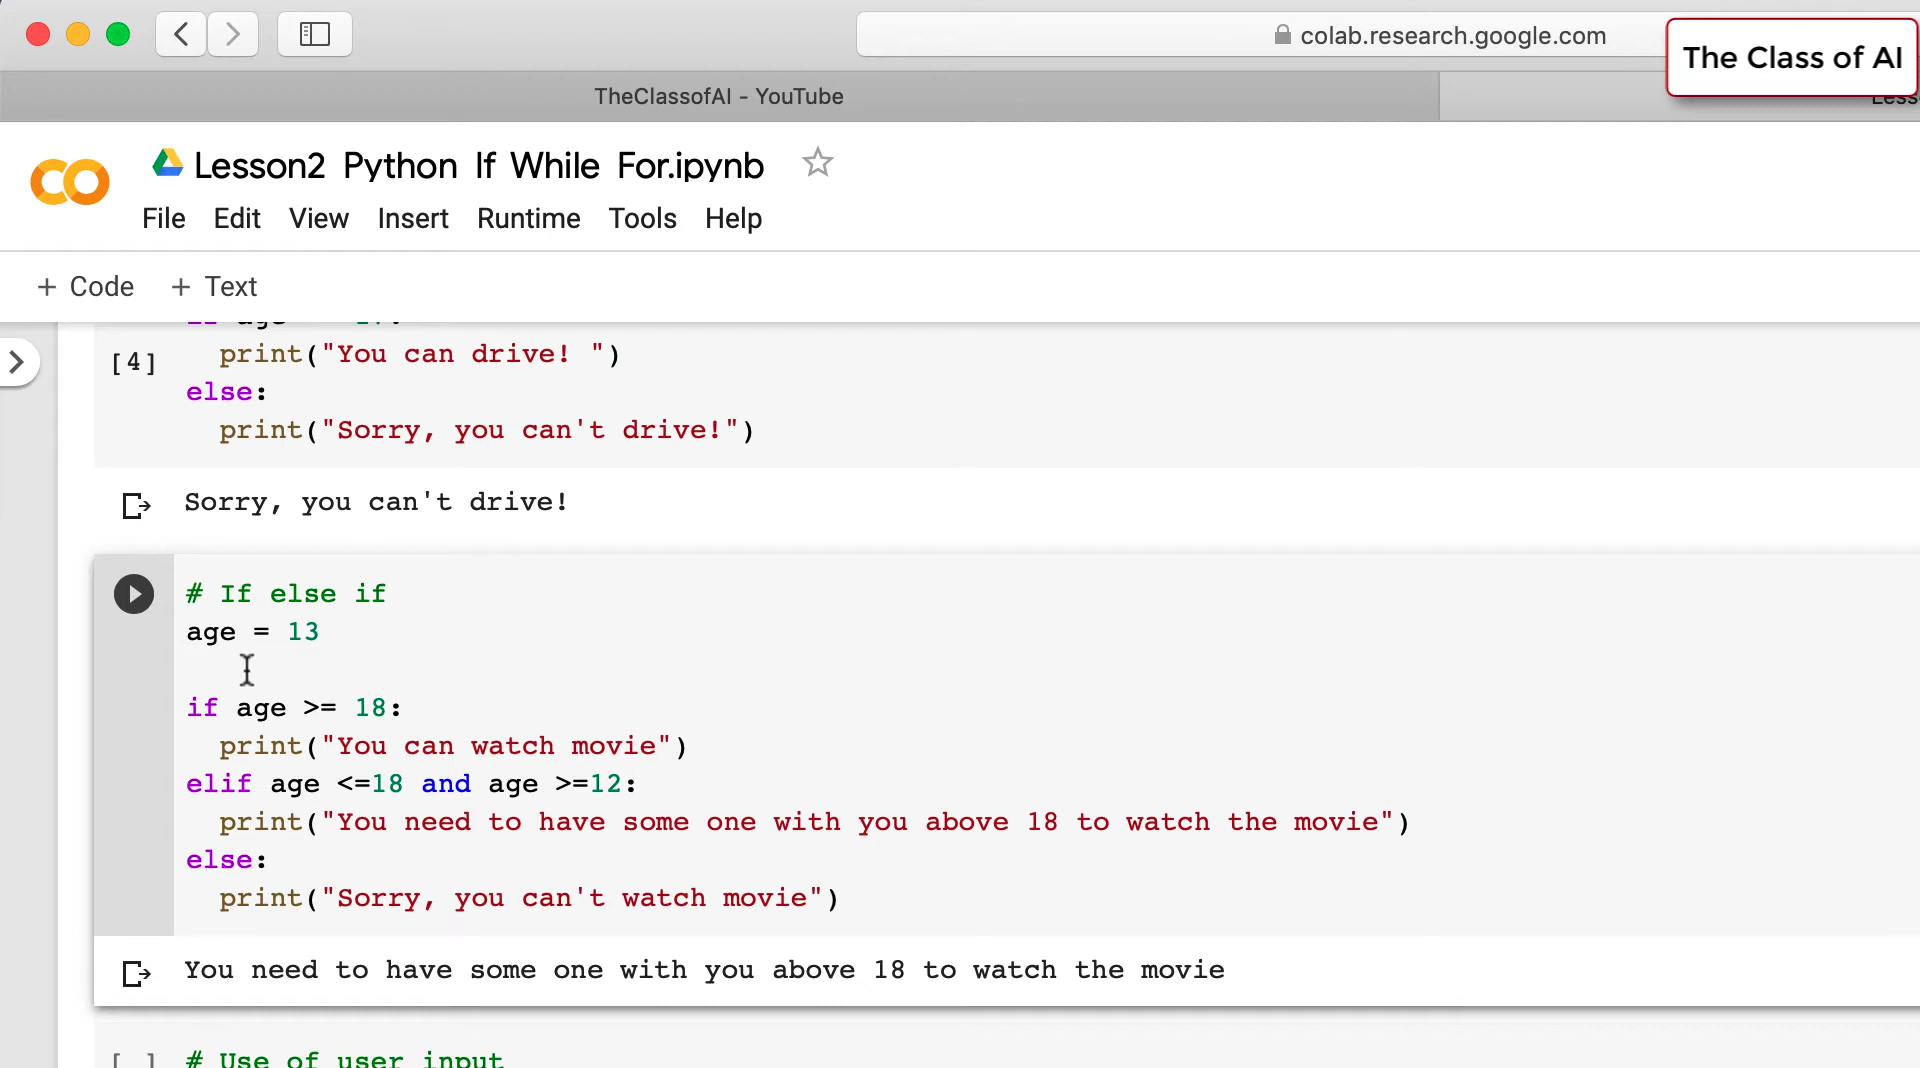 colab.research.google.com
The Class of AI
TheClassofAI - YouTube
Lesson2 Python If While For.ipynb
File Edit View Insert Runtime Tools Help
+ Code + Text
[4]
print("You can drive! ")
else:
print("Sorry, you can't drive!")
Sorry, you can't drive!
# If else if
age = 13
if age >= 18:
print("You can watch movie")
elif age <=18 and age >=12:
print("You need to have some one with you above 18 to watch the movie")
else:
print("Sorry, you can't watch movie")
You need to have some one with you above 18 to watch the movie
[ ] # Use of user input